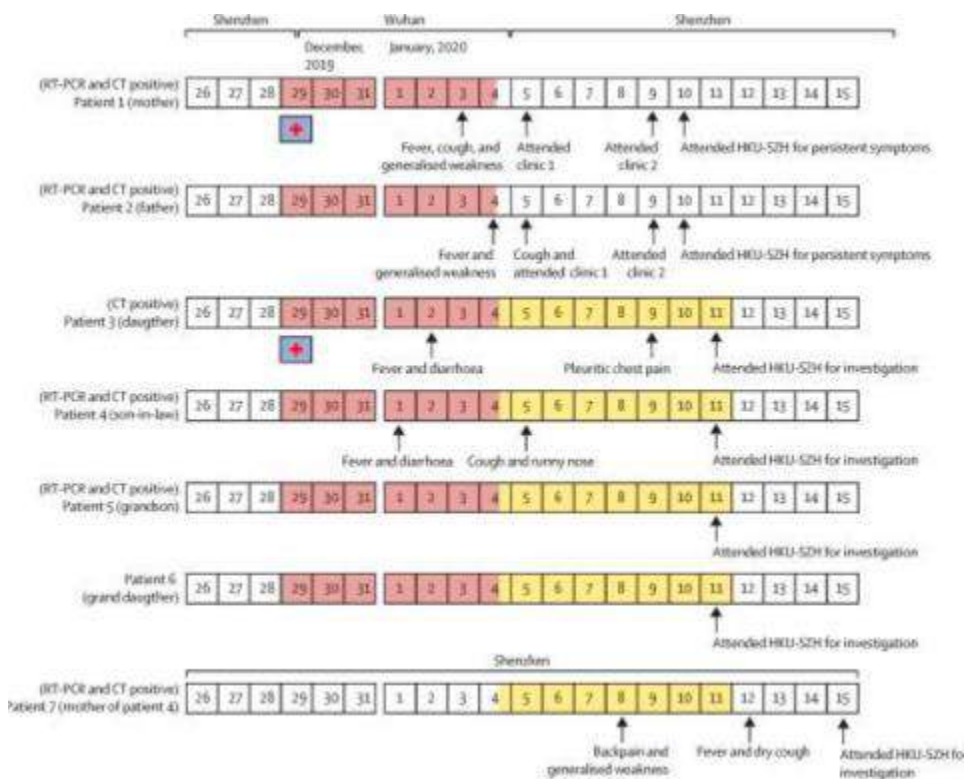 Shenzhen Wuhan Shenzhen
December, January, 2020
2019
(RT-PCR and CT positive)
Patient 1 (mother)
26 27 28 29 30 31 1 2 3 4 5 6 7 8 9 10 11 12 13 14 15
Fever, cough, and Attended Attended Attended HKU-SZH for persistent symptoms
generalised weakness clinic 1 clinic 2
(RT-PCR and CT positive)
Patient 2 (father)
26 27 28 29 30 31 1 2 3 4 5 6 7 8 9 10 11 12 13 14 15
Fever and Cough and Attended Attended HKU-SZH for persistent symptoms
generalised weakness attended clinic 1 clinic 2
(CT positive)
Patient 3 (daugther)
26 27 28 29 30 31 1 2 3 4 5 6 7 8 9 10 11 12 13 14 15
Fever and diarrhoea Pleuritic chest pain Attended HKU-SZH for investigation
(RT-PCR and CT positive)
Patient 4 (son-in-law)
26 27 28 29 30 31 1 2 3 4 5 6 7 8 9 10 11 12 13 14 15
Fever and diarrhoea Cough and runny nose Attended HKU-SZH for investigation
(RT-PCR and CT positive)
Patient 5 (grandson)
26 27 28 29 30 31 1 2 3 4 5 6 7 8 9 10 11 12 13 14 15
Attended HKU-SZH for investigation
Patient 6
(grand daugther)
26 27 28 29 30 31 1 2 3 4 5 6 7 8 9 10 11 12 13 14 15
Attended HKU-SZH for investigation
Shenzhen
(RT-PCR and CT positive)
Patient 7 (mother of patient 4)
26 27 28 29 30 31 1 2 3 4 5 6 7 8 9 10 11 12 13 14 15
Backpain and Fever and dry cough Attended HKU-SZH for
generalised weakness investigation